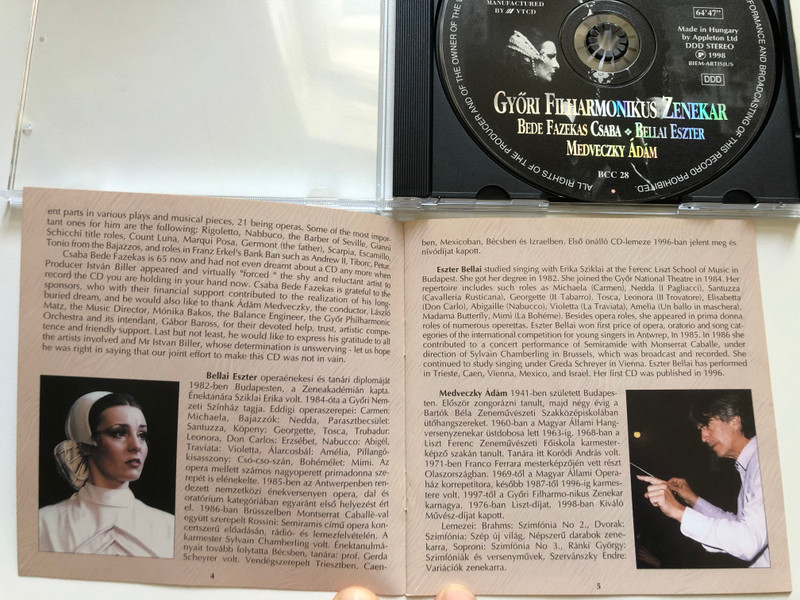 MANUFACTURED
BY VTCD
64'47"
Made in Hungary
by Appleton Ltd
DDD STEREO
Ⓟ 1998
BIEM-ARTISJUS
DDD
GYŐRI FILHARMONIKUS ZENEKAR
BEDE FAZEKAS CSABA ❖ BELLAI ESZTER
MEDVECZKY ÁDÁM
BCC 28
ALL RIGHTS OF THE PRODUCER AND OF THE OWNER OF THE
PERFORMANCE AND BROADCASTING OF THIS RECORD PROHIBITED.
ent parts in various plays and musical pieces, 21 being operas. Some of the most impor-
tant ones for him are the following: Rigoletto, Nabbuco, the Barber of Seville, Gianni
Schicchi title roles, Count Luna, Marqui Posa, Germont (the father), Scarpia, Escamillo,
Tonio from the Bajazzos, and roles in Franz Erkel's Bank Ban such as Andrew II, Tiborc; Petur.
Csaba Bede Fazekas is 65 now and had not even dreamt about a CD any more when
Producer István Biller appeared and virtually "forced" the shy and reluctant artist to
record the CD you are holding in your hand now. Csaba Bede Fazekas is grateful to the
sponsors, who with their financial support contributed to the realization of his long-
buried dream, and he would also like to thank Ádám Medveczky, the conductor, László
Matz, the Music Director, Mónika Bakos, the Balance Engineer, the Győr Philharmonic
Orchestra and its intendant, Gábor Baross, for their devoted help, trust, artistic compe-
tence and friendly support. Last but not least, he would like to express his gratitude to all
the artists involved and Mr Istvan Biller, whose determination is unswerving - let us hope
he was right in saying that our joint effort to make this CD was not in vain.
Bellai Eszter operaénekesi és tanári diplomáját
1982-ben Budapesten, a Zeneakadémián kapta.
Énektanára Sziklai Erika volt. 1984-óta a Győri Nem-
zeti Színház tagja. Eddigi operaszerepei: Carmen:
Michaela, Bajazzók: Nedda, Parasztbecsület:
Santuzza, Köpeny: Georgette, Tosca, Trubadur:
Leonora, Don Carlos: Erzsébet, Nabucco: Abigél,
Traviata: Violetta, Álarcosbál: Amélia, Pillangó-
kisasszony: Cso-cso-szán, Bohémélet: Mimi. Az
opera mellett számos nagyoperett primadonna sze-
repét is elénekelte. 1985-ben az Antwerpenben ren-
dezett nemzetközi énekversenyen opera, dal és
oratórium kategóriában egyaránt első helyezést ért
el. 1986-ban Brüsszelben Montserrat Caballè-val
együtt szerepelt Rossini: Semiramis című opera kon-
certszerű előadásán, rádió- és lemezfelvételén. A
karmester Sylvain Chamberling volt. Énektanulmá-
nyait tovább folytatta Bécsben, tanára: prof. Gerda
Scheyrer volt. Vendégszerepelt Triesztben, Caen-
4
ben, Mexicoban, Bécsben és Izraelben. Első önálló CD-lemeze 1996-ban jelent meg és
nívódijat kapott.
Eszter Bellai studied singing with Erika Sziklai at the Ferenc Liszt School of Music in
Budapest. She got her degree in 1982. She joined the Győr National Theatre in 1984. Her
repertoire includes such roles as Michaela (Carmen), Nedda (I Pagliacci), Santuzza
(Cavalleria Rusticana), Georgette (Il Tabarro), Tosca, Leonora (Il Trovatore), Elisabetta
(Don Carlo), Abigaille (Nabucco), Violetta (La Traviata), Amelia (Un ballo in maschera),
Madama Butterfly, Mimi (La Bohéme). Besides opera roles, she appeared in prima donna
roles of numerous operettas. Eszter Bellai won first price of opera, oratorio and song cat-
egories of the international competition for young singers in Antwrep, In 1985. In 1986 she
contributed to a concert performance of Semiramide with Monserrat Caballe, under
direction of Sylvain Chamberling in Brussels, which was broadcast and recorded. She
continued to study singing under Greda Schreyer in Vienna. Eszter Bellai has performed
in Trieste, Caen, Vienna, Mexico, and Israel. Her first CD was published in 1996.
Medveczky Ádám 1941-ben született Budapes-
ten. Először zongorázni tanult, majd négy évig a
Bartók Béla Zeneművészeti Szakközépiskolában
ütőhangszereket. 1960-ban a Magyar Állami Hang-
versenyzenekar üstdobosa lett 1963-ig. 1968-ban a
Liszt Ferenc Zeneművészeti Főiskola karmester-
képző szakán tanult. Tanára itt Koródi András volt.
1971-ben Franco Ferrara mesterképzőjén vett részt
Olaszországban. 1969-től a Magyar Állami Opera-
ház korrepetitora, később 1987-től 1996-ig karmes-
tere volt. 1997-től a Győri Filharmo-nikus Zenekar
karnagya. 1976-ban Liszt-díjat, 1998-ban Kiváló
Művész-díjat kapott.
Lemezei: Brahms: Szimfónia No 2., Dvorak:
Szimfónia: Szép új világ. Népszerű darabok zene-
karra, Soproni: Szimfónia No 3., Ránki György:
Szimfóniák és versenyművek, Szervánszky Endre:
Variációk zenekarra.
5